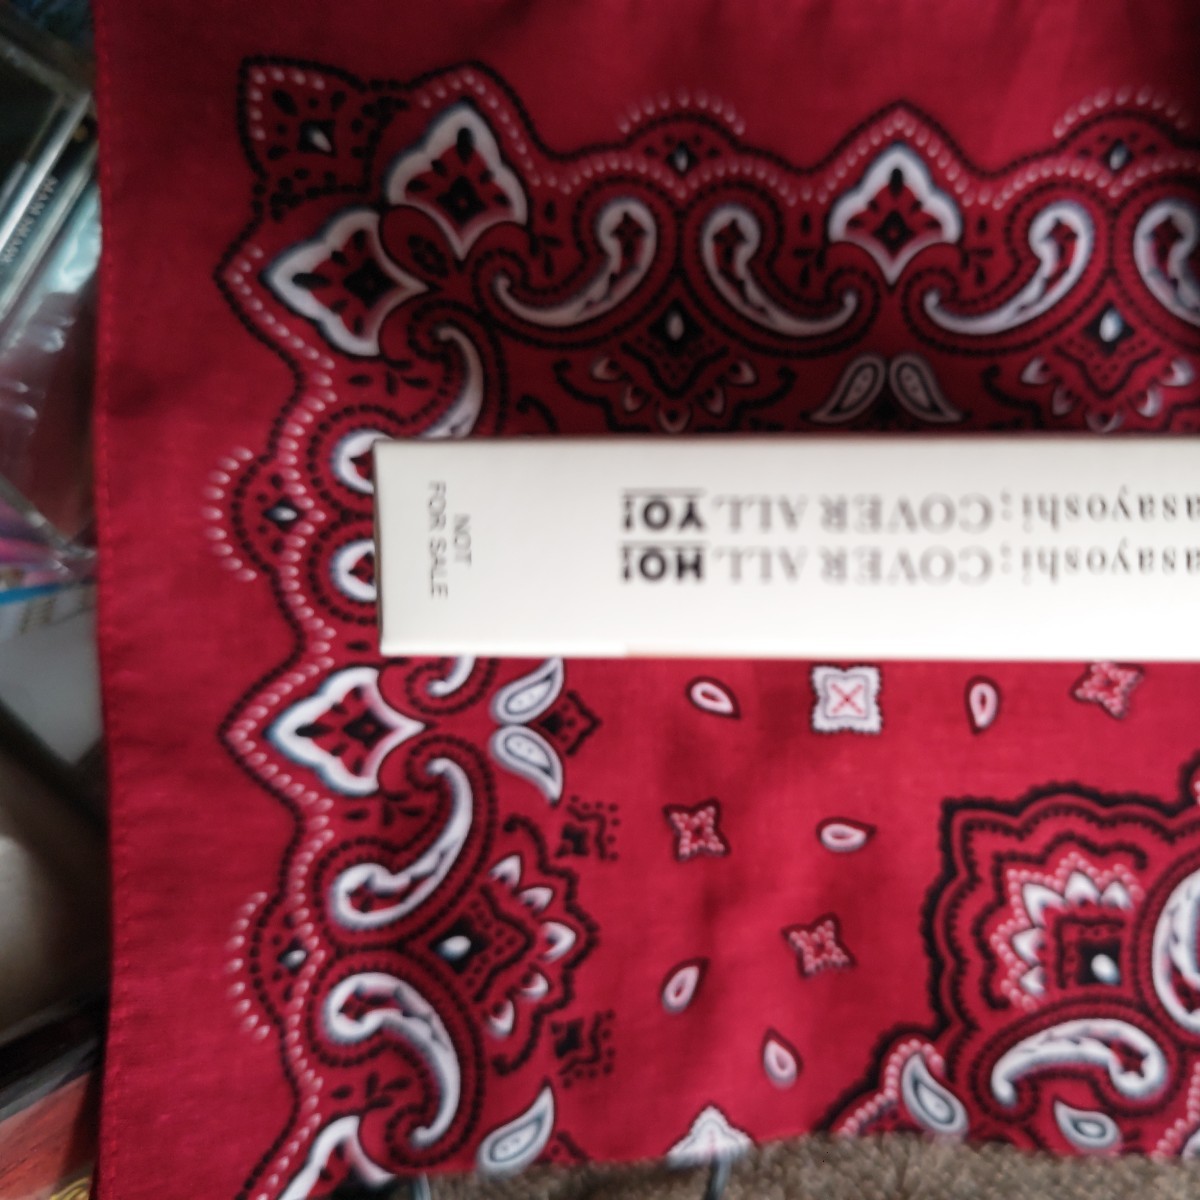 asayoshi; COVER ALL HO!
asayoshi; COVER ALL YO!
NOT
FOR SALE